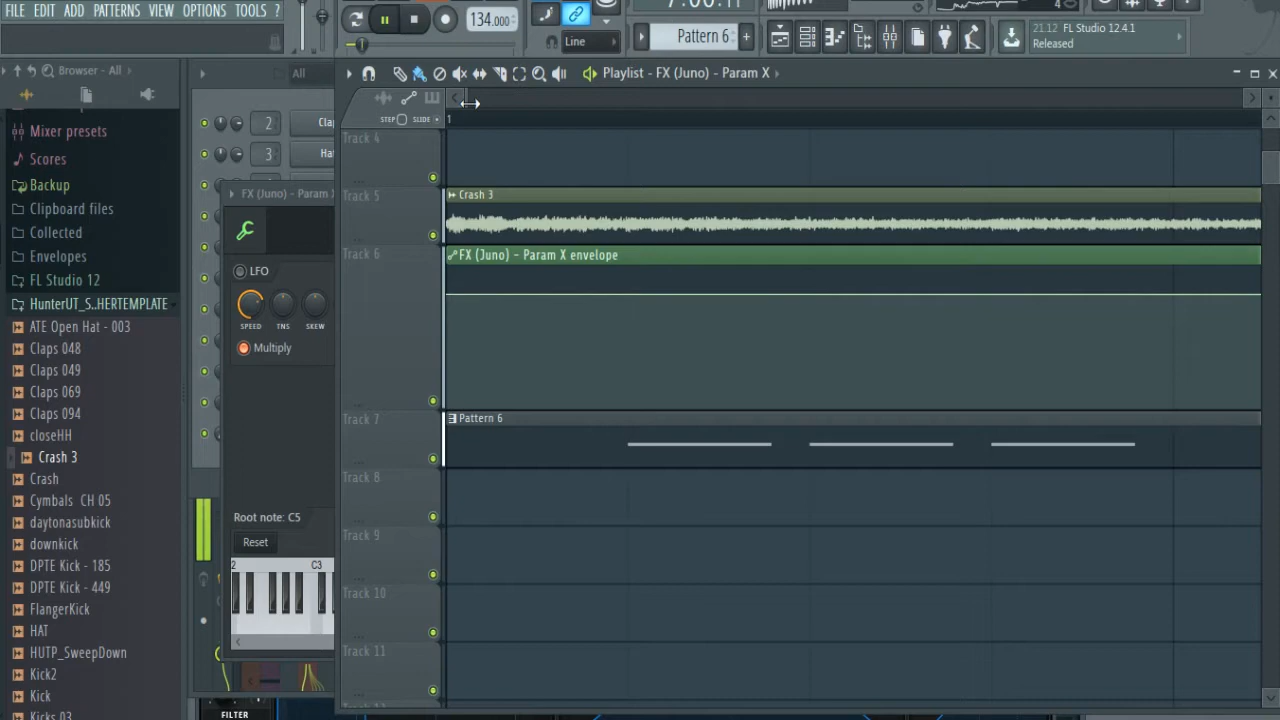 FILE EDIT ADD PATTERNS VIEW OPTIONS TOOLS ?
134.000
Line
Pattern 6
+
21.12 FL Studio 12.4.1
Released
Browser - All
All
Playlist - FX (Juno) - Param X
STEP SLIDE
1
Mixer presets
Scores
Backup
Clipboard files
Collected
Envelopes
FL Studio 12
HunterUT_S..HERTEMPLATE
ATE Open Hat - 003
Claps 048
Claps 049
Claps 069
Claps 094
closeHH
Crash 3
Crash
Cymbals CH 05
daytonasubkick
downkick
DPTE Kick - 185
DPTE Kick - 449
FlangerKick
HAT
HUTP_SweepDown
Kick2
Kick
Kicks 03
2
3
FX (Juno) - Param X
LFO
SPEED TNS SKEW
Multiply
Root note: C5
Reset
2 C3
FILTER
Track 4
Track 5
Crash 3
Track 6
FX (Juno) - Param X envelope
Track 7
Pattern 6
Track 8
Track 9
Track 10
Track 11